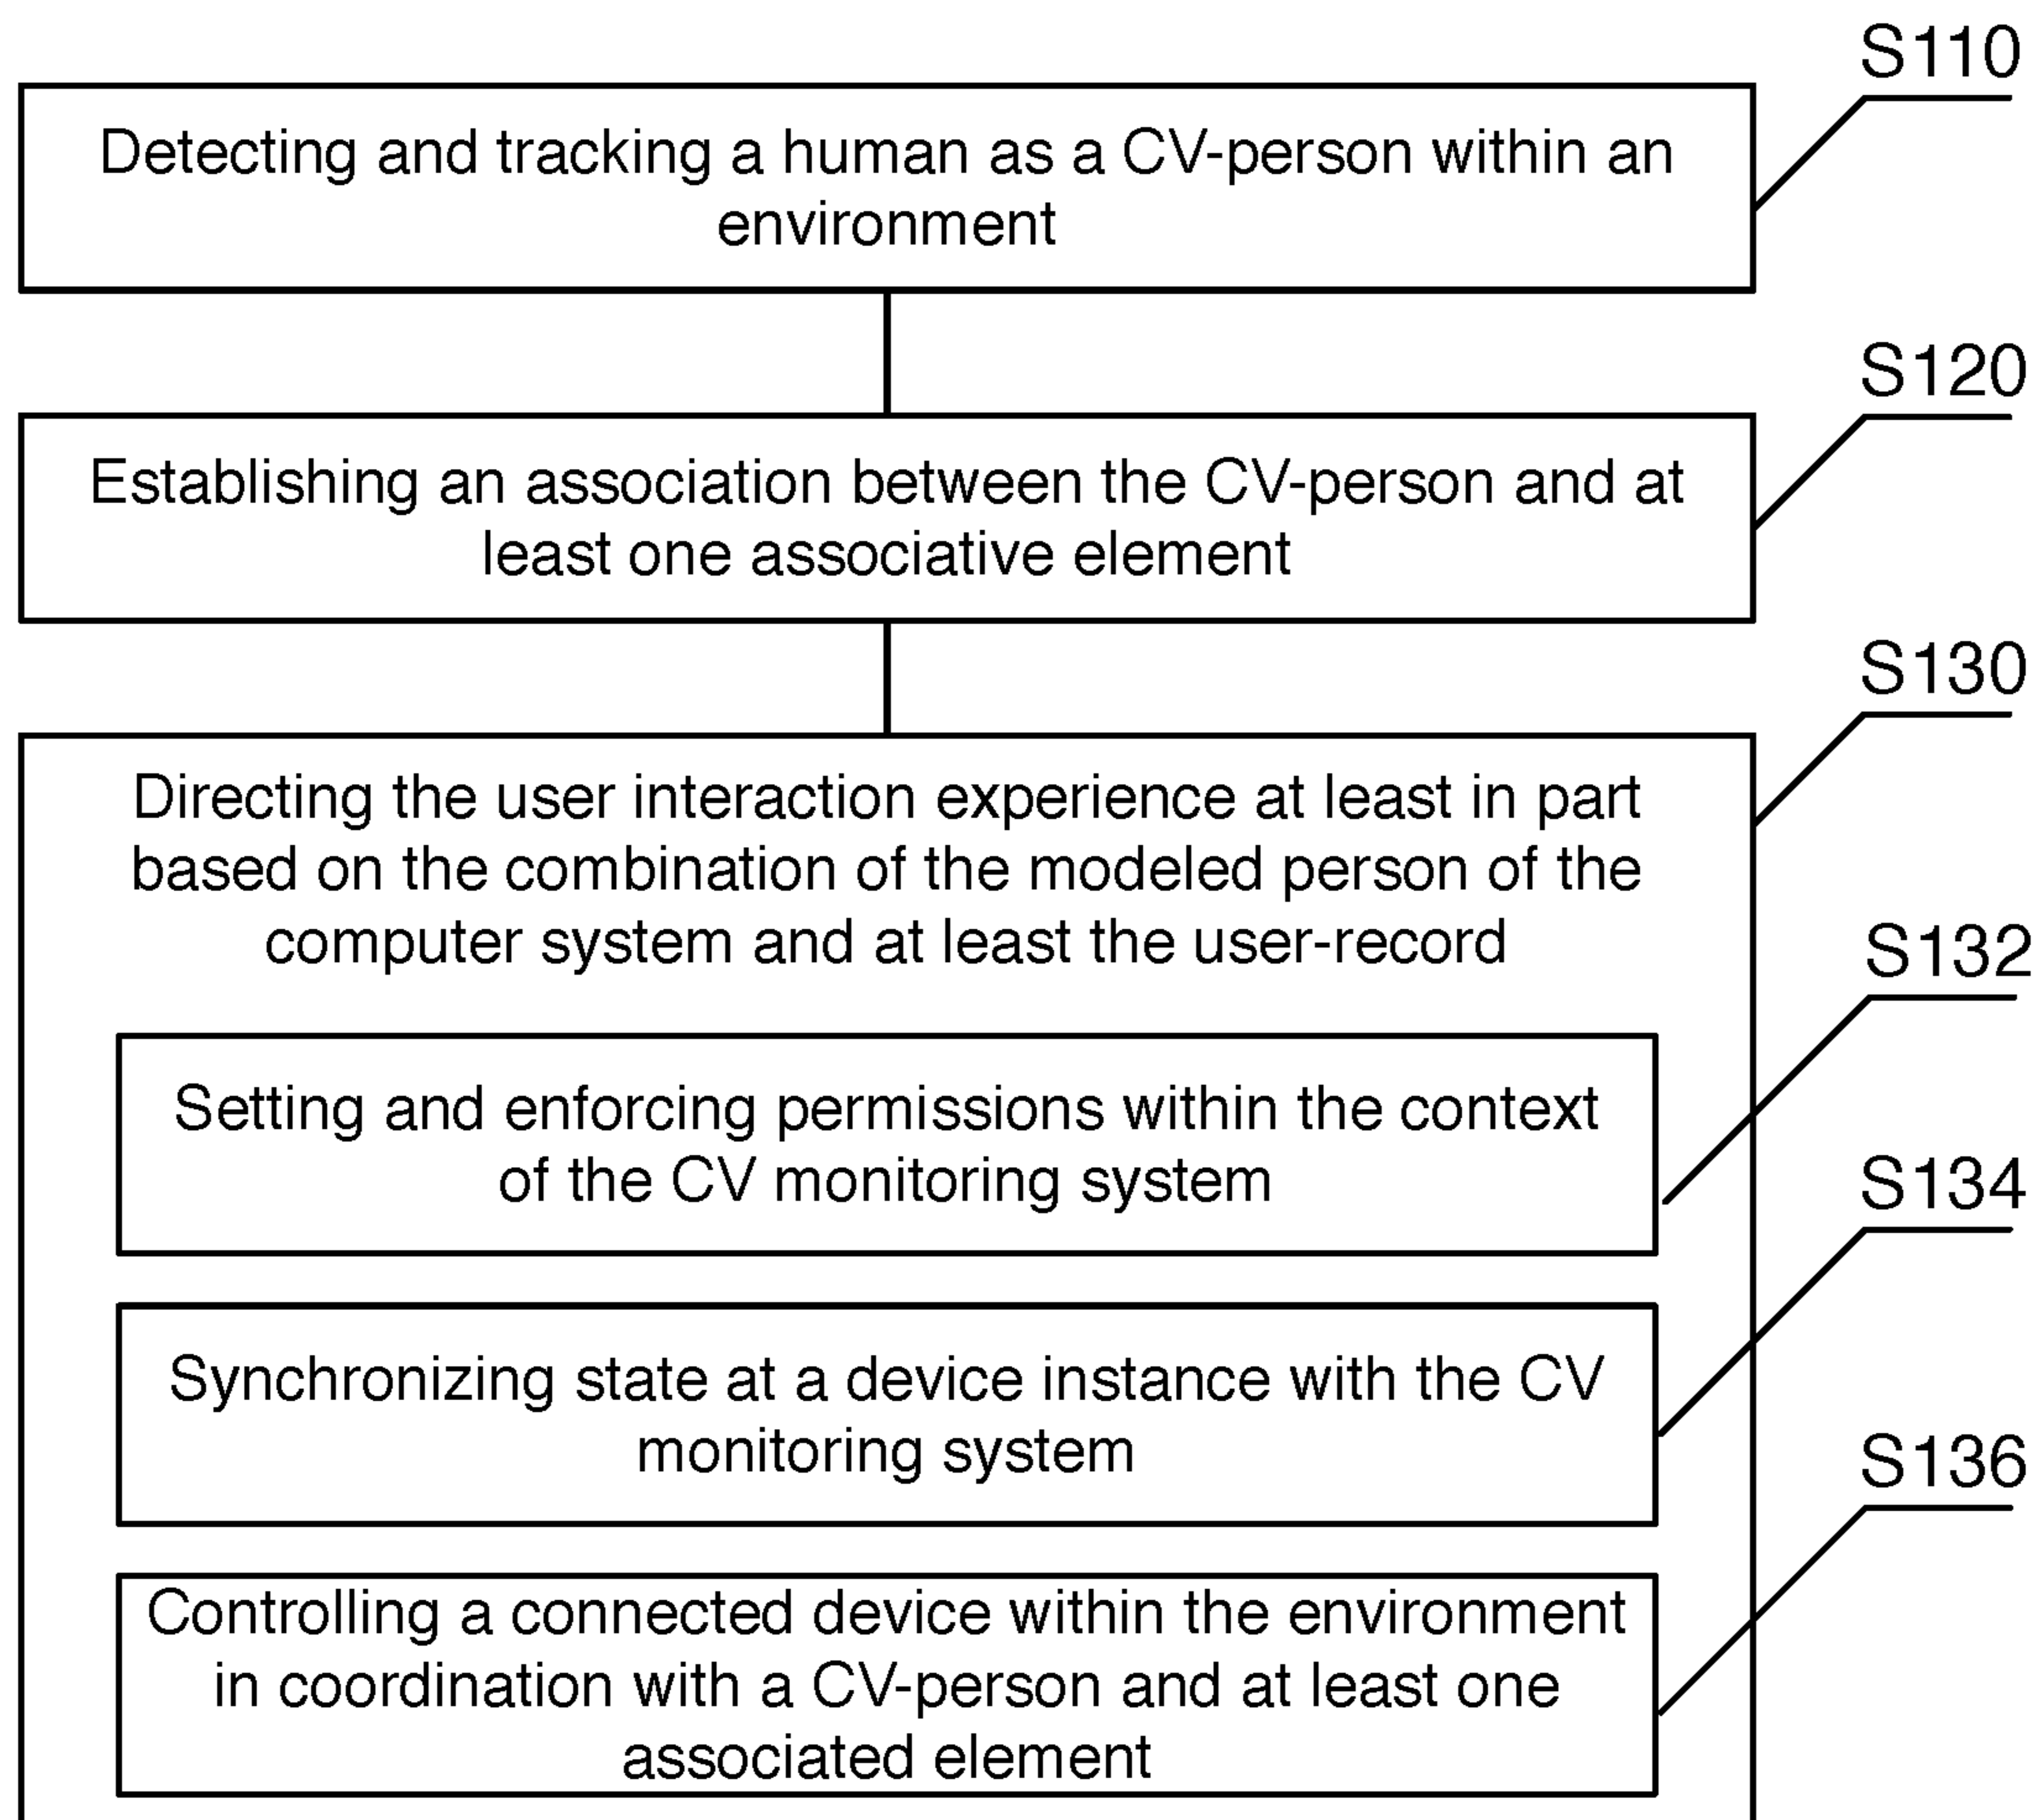 S110
Detecting and tracking a human as a CV-person within an
environment
S120
Establishing an association between the CV-person and at
least one associative element
S130
Directing the user interaction experience at least in part
based on the combination of the modeled person of the
computer system and at least the user-record
S132
Setting and enforcing permissions within the context
of the CV monitoring system
S134
Synchronizing state at a device instance with the CV
monitoring system
S136
Controlling a connected device within the environment
in coordination with a CV-person and at least one
associated element